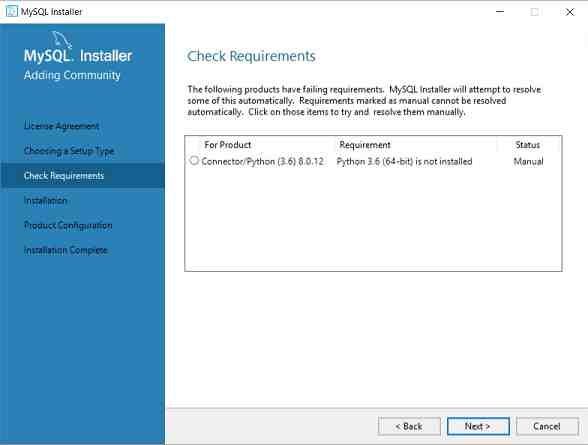 MySQL Installer
MySQL. Installer
Adding Community
License Agreement
Choosing a Setup Type
Check Requirements
Installation
Product Configuration
Installation Complete
Check Requirements
The following products have failing requirements. MySQL Installer will attempt to resolve
some of this automatically. Requirements marked as manual cannot be resolved
automatically. Click on those items to try and resolve them manually.
For Product Requirement Status
Connector/Python (3.6) 8.0.12 Python 3.6 (64-bit) is not installed Manual
< Back Next > Cancel